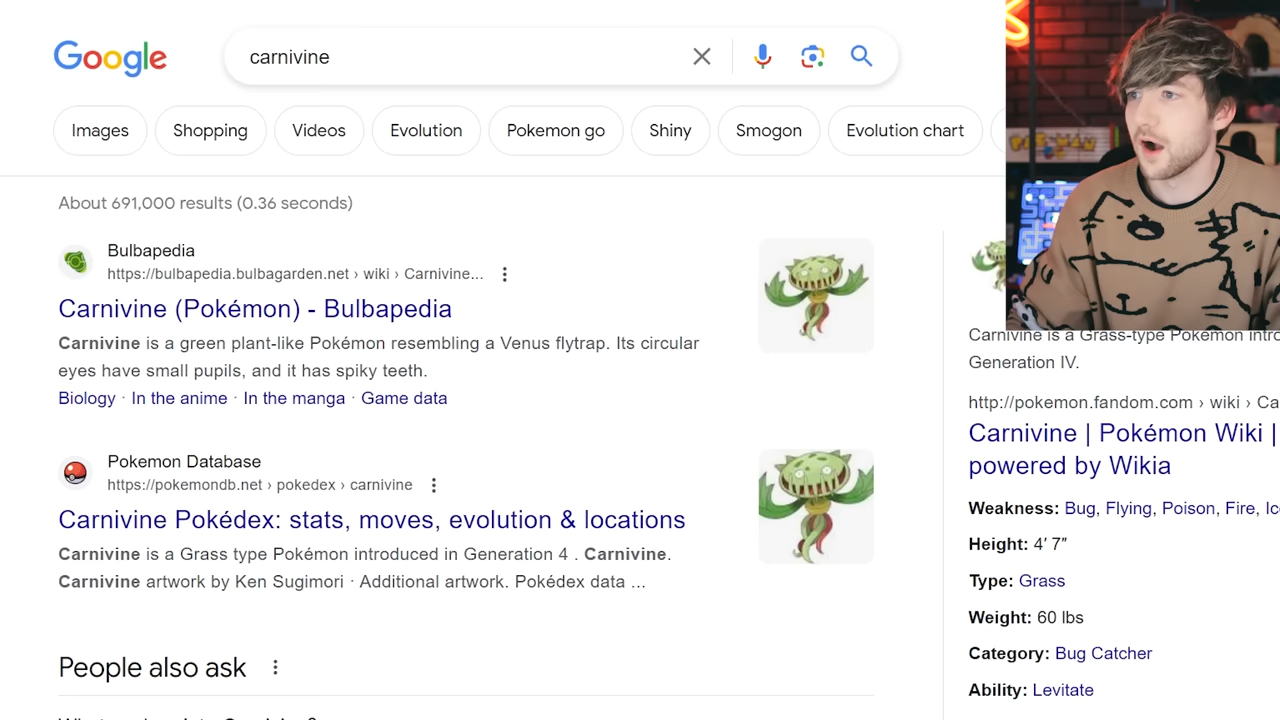 Google
carnivine
Images
Shopping
Videos
Evolution
Pokemon go
Shiny
Smogon
Evolution chart
About 691,000 results (0.36 seconds)
Bulbapedia
https://bulbapedia.bulbagarden.net › wiki › Carnivine...
Carnivine (Pokémon) - Bulbapedia
Carnivine is a green plant-like Pokémon resembling a Venus flytrap. Its circular
eyes have small pupils, and it has spiky teeth.
Biology · In the anime · In the manga · Game data
Pokemon Database
https://pokemondb.net › pokedex › carnivine
Carnivine Pokédex: stats, moves, evolution & locations
Carnivine is a Grass type Pokémon introduced in Generation 4 . Carnivine.
Carnivine artwork by Ken Sugimori · Additional artwork. Pokédex data ...
People also ask
Carnivine is a Grass-type Pokémon intro
Generation IV.
http://pokemon.fandom.com › wiki › Ca
Carnivine | Pokémon Wiki |
powered by Wikia
Weakness: Bug, Flying, Poison, Fire, Ic
Height: 4′ 7″
Type: Grass
Weight: 60 lbs
Category: Bug Catcher
Ability: Levitate